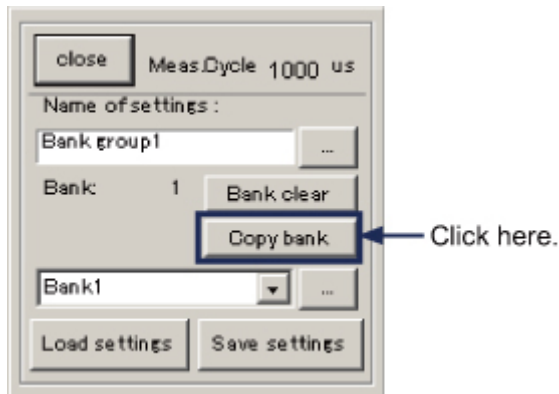 close Meas.Cycle 1000 us
Name of settings :
Bank group1 ...
Bank: 1 Bank clear
Copy bank Click here.
Bank1 ...
Load settings Save settings